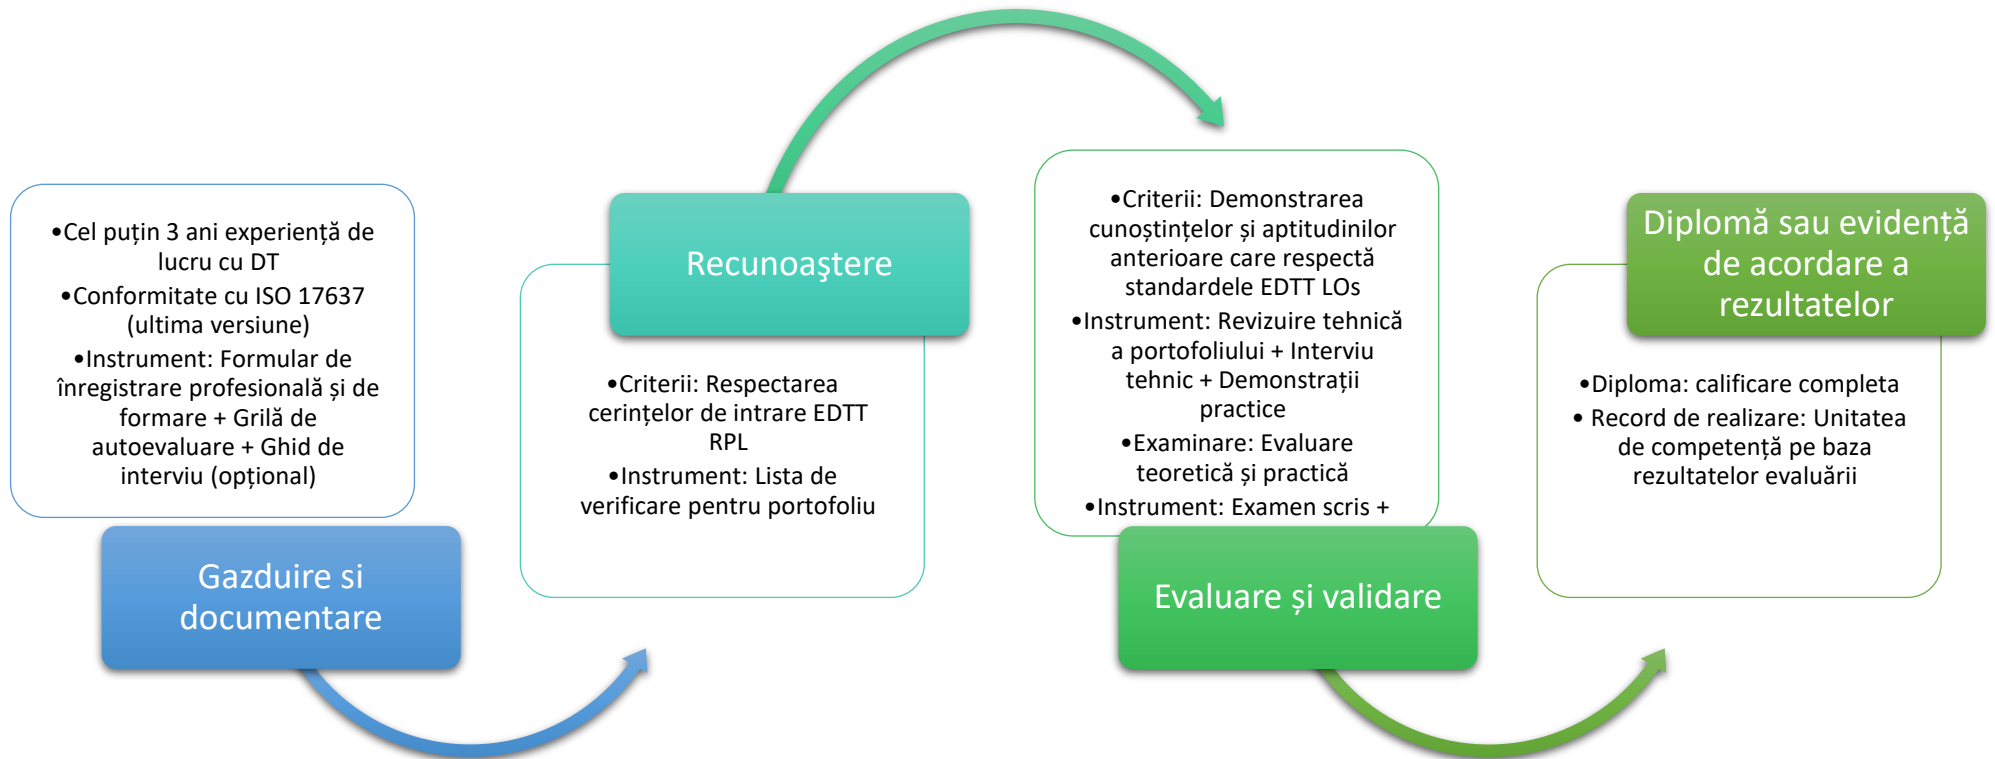 •Cel puțin 3 ani experiență de
lucru cu DT
•Conformitate cu ISO 17637
(ultima versiune)
•Instrument: Formular de
înregistrare profesională și de
formare + Grilă de
autoevaluare + Ghid de
interviu (opțional)
Gazduire si
documentare
Recunoaştere
•Criterii: Respectarea
cerințelor de intrare EDTT
RPL
•Instrument: Lista de
verificare pentru portofoliu
•Criterii: Demonstrarea
cunoștințelor și aptitudinilor
anterioare care respectă
standardele EDTT LOs
•Instrument: Revizuire tehnică
a portofoliului + Interviu
tehnic + Demonstrații
practice
•Examinare: Evaluare
teoretică și practică
•Instrument: Examen scris +
Evaluare și validare
Diplomă sau evidență
de acordare a
rezultatelor
•Diploma: calificare completa
• Record de realizare: Unitatea
de competență pe baza
rezultatelor evaluării